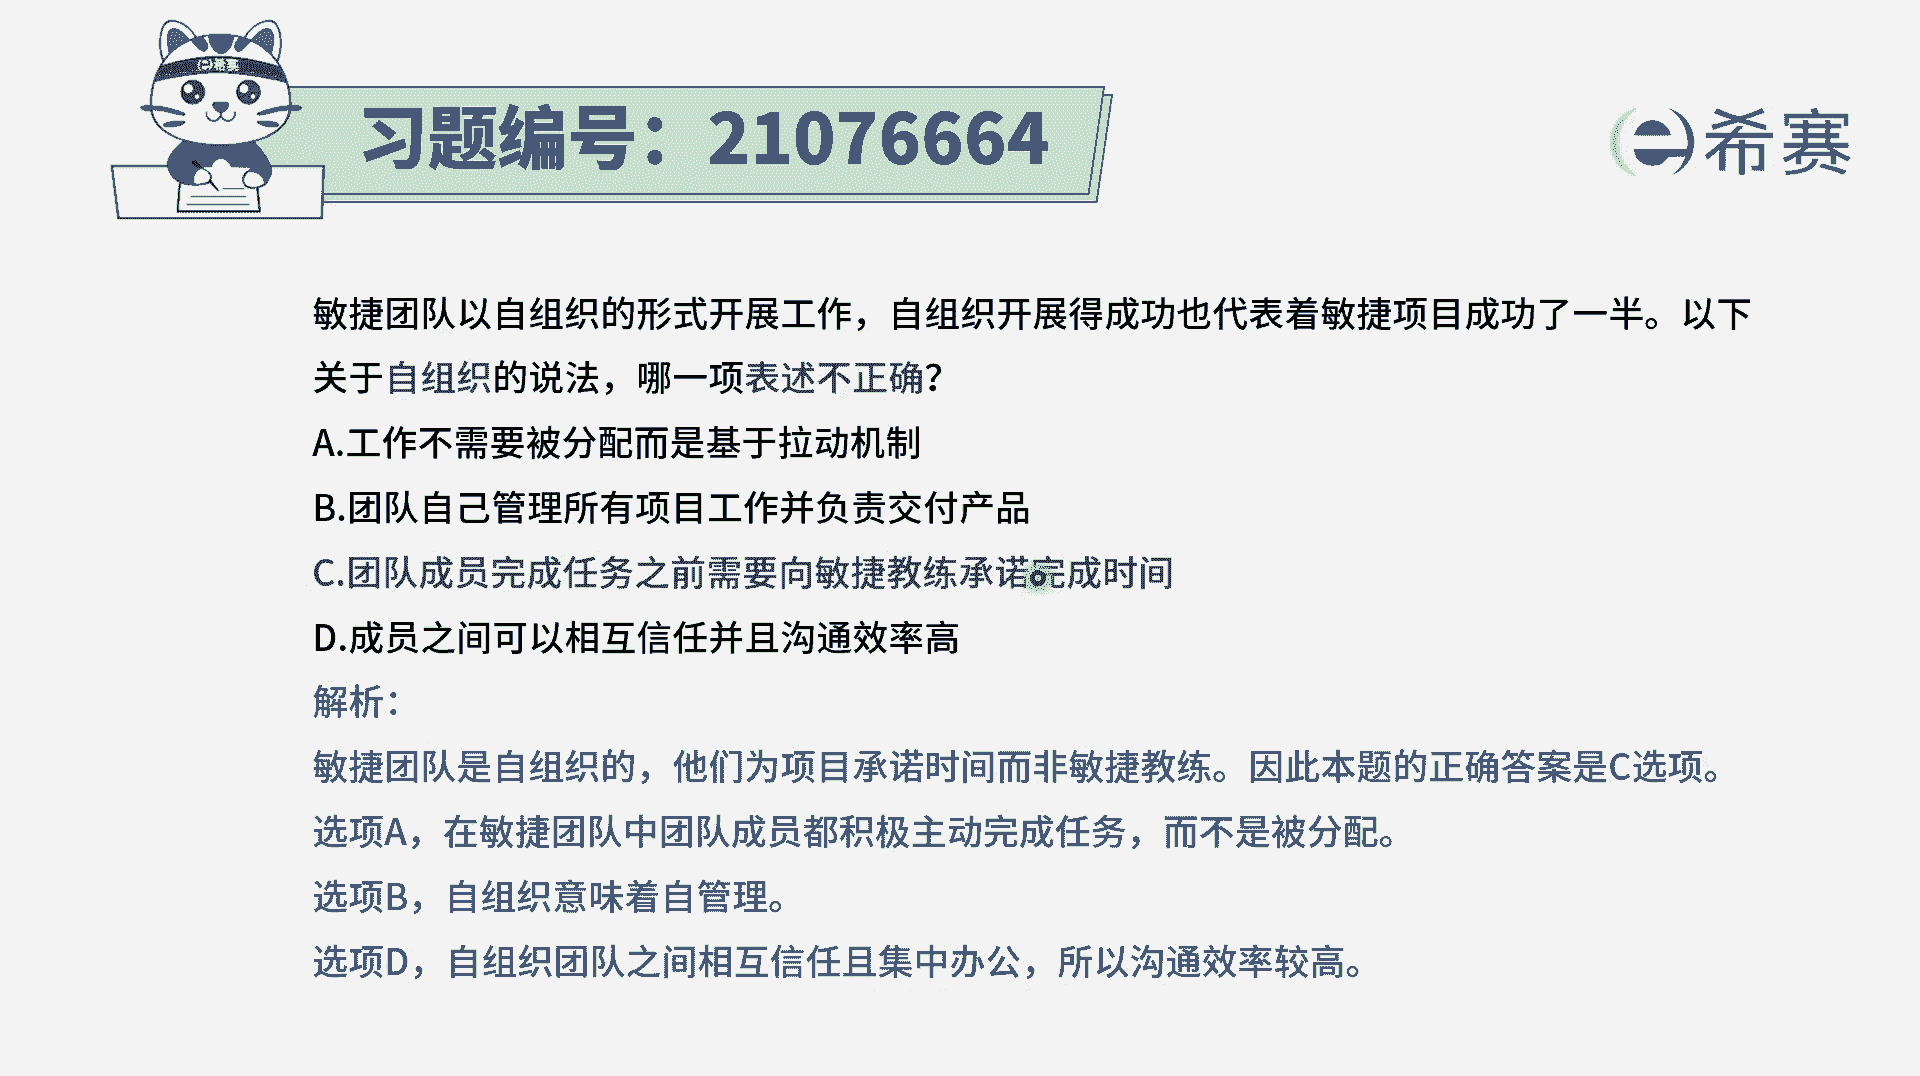 希赛
习题编号：21076664
希赛
敏捷团队以自组织的形式开展工作，自组织开展得成功也代表着敏捷项目成功了一半。以下
关于自组织的说法，哪一项表述不正确？
A.工作不需要被分配而是基于拉动机制
B.团队自己管理所有项目工作并负责交付产品
C.团队成员完成任务之前需要向敏捷教练承诺完成时间
D.成员之间可以相互信任并且沟通效率高
解析：
敏捷团队是自组织的，他们为项目承诺时间而非敏捷教练。因此本题的正确答案是C选项。
选项A，在敏捷团队中团队成员都积极主动完成任务，而不是被分配。
选项B，自组织意味着自管理。
选项D，自组织团队之间相互信任且集中办公，所以沟通效率较高。